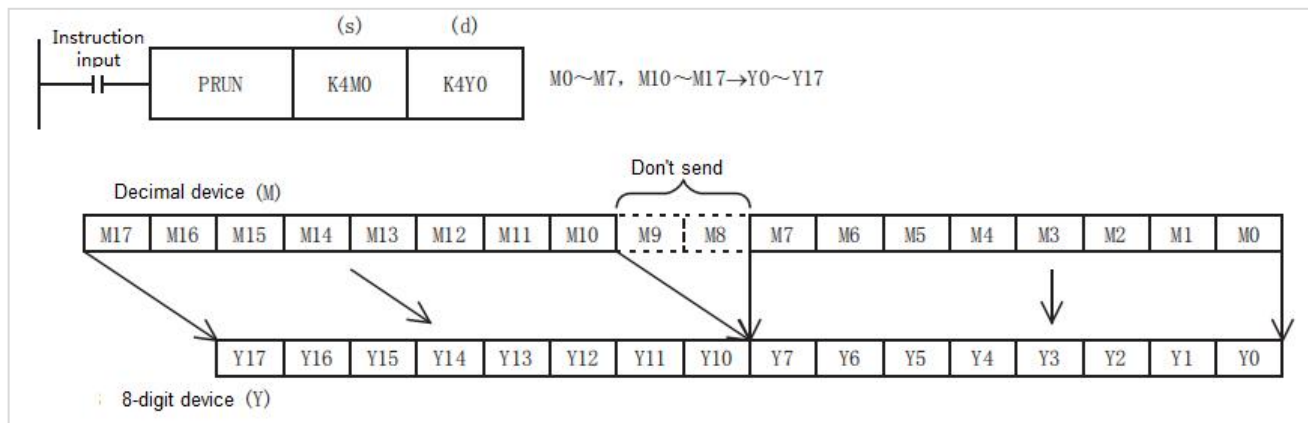 (s) (d)
Instruction
input
PRUN K4M0 K4Y0 M0～M7, M10～M17→Y0～Y17
Don't send
Decimal device (M)
M17 M16 M15 M14 M13 M12 M11 M10 M9 M8 M7 M6 M5 M4 M3 M2 M1 M0
Y17 Y16 Y15 Y14 Y13 Y12 Y11 Y10 Y7 Y6 Y5 Y4 Y3 Y2 Y1 Y0
8-digit device (Y)